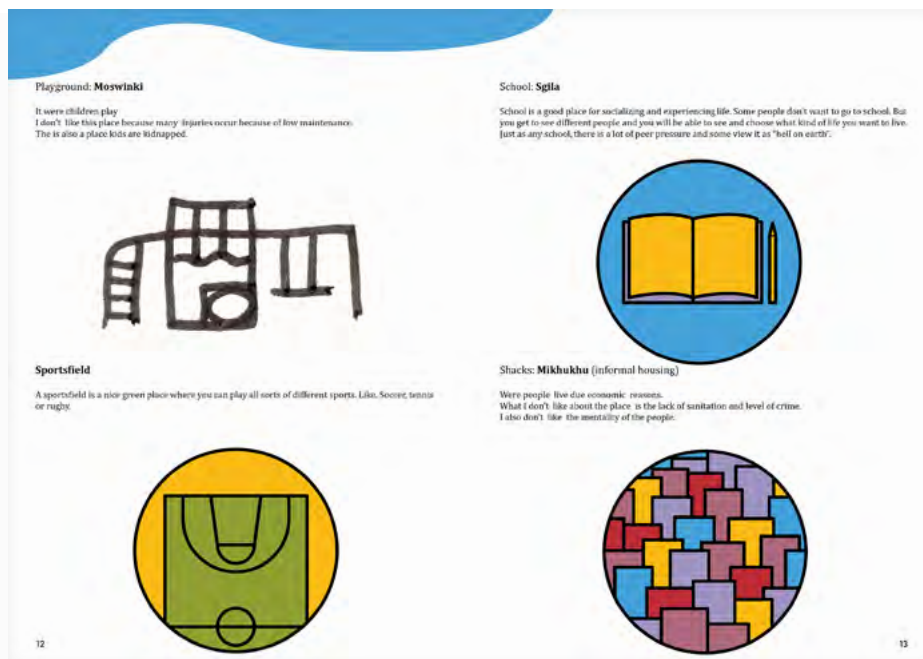 Playground: Moswinki
It were children play
I don't like this place because many injuries occur because of low maintenance.
The is also a place kids are kidnapped.
Sportsfield
A sportsfield is a nice green place where you can play all sorts of different sports. Like. Soccer, tennis
or rugby.
12
School: Sgila
School is a good place for socializing and experiencing life. Some people don't want to go to school. But
you get to see different people and you will be able to see and choose what kind of life you want to live.
Just as any school, there is a lot of peer pressure and some view it as "hell on earth".
Shacks: Mikhukhu (informal housing)
Were people live due economic reasons.
What I don't like about the place is the lack of sanitation and level of crime.
I also don't like the mentality of the people.
13